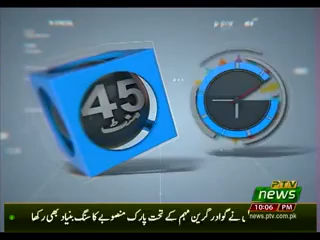 45
منٹ
PTV
news
10:06 PM
news.ptv.com.pk
نے گوادر گرین مہم کے تحت پارک منصوبے کا سنگ بنیاد بھی رکھا